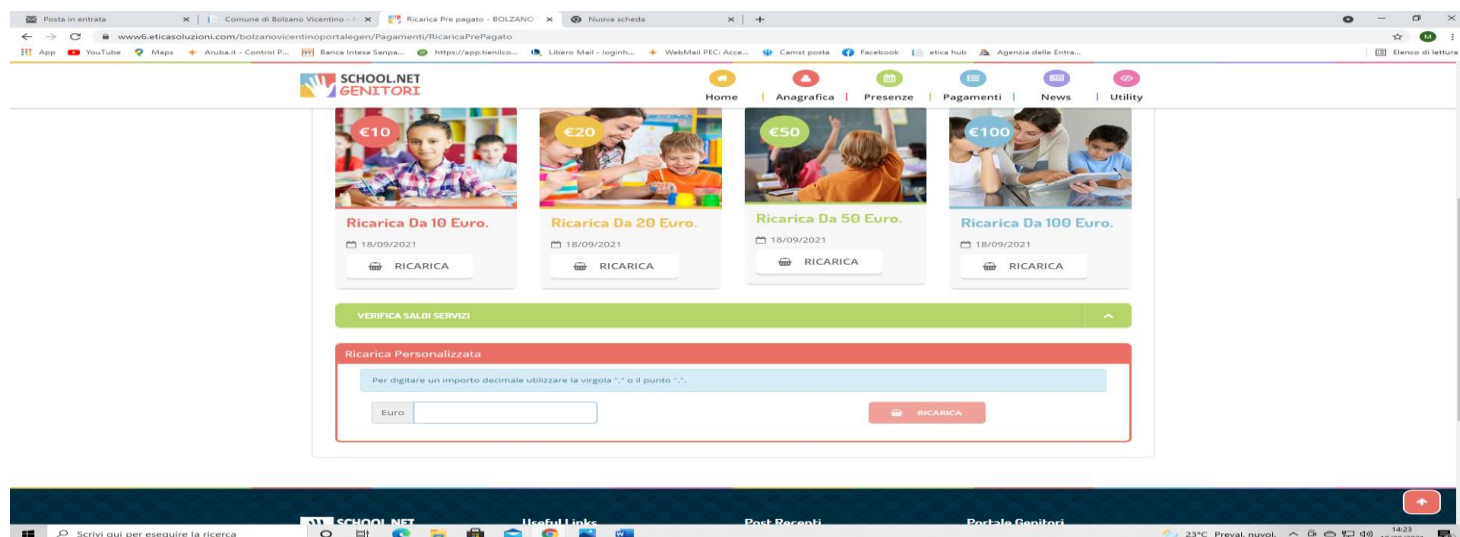 Posta in entrata
Comune di Bolzano Vicentino -
Ricarica Pre pagato - BOLZANO
Nuova scheda
www6.eticasoluzioni.com/bolzanovicentinoportalegen/Pagamenti/RicaricaPrePagato
M
App YouTube Maps Aruba.it - Control P... Banca Intesa Sanpa... https://app.tienilco... Libero Mail - loginh... WebMail PEC: Acce... Camst posta Facebook etica hub Agenzia delle Entra... Elenco di lettura
SCHOOL.NET
GENITORI
Home | Anagrafica | Presenze | Pagamenti | News | Utility
€10 €20 €50 €100
Ricarica Da 10 Euro. Ricarica Da 20 Euro. Ricarica Da 50 Euro. Ricarica Da 100 Euro.
18/09/2021 18/09/2021 18/09/2021 18/09/2021
RICARICA RICARICA RICARICA RICARICA
VERIFICA SALDI SERVIZI
Ricarica Personalizzata
Per digitare un importo decimale utilizzare la virgola "," o il punto ".".
Euro RICARICA
SCHOOL.NET Useful Links Post Recenti Portale Genitori
Scrivi qui per eseguire la ricerca 23°C Preval. nuvol. 14:23